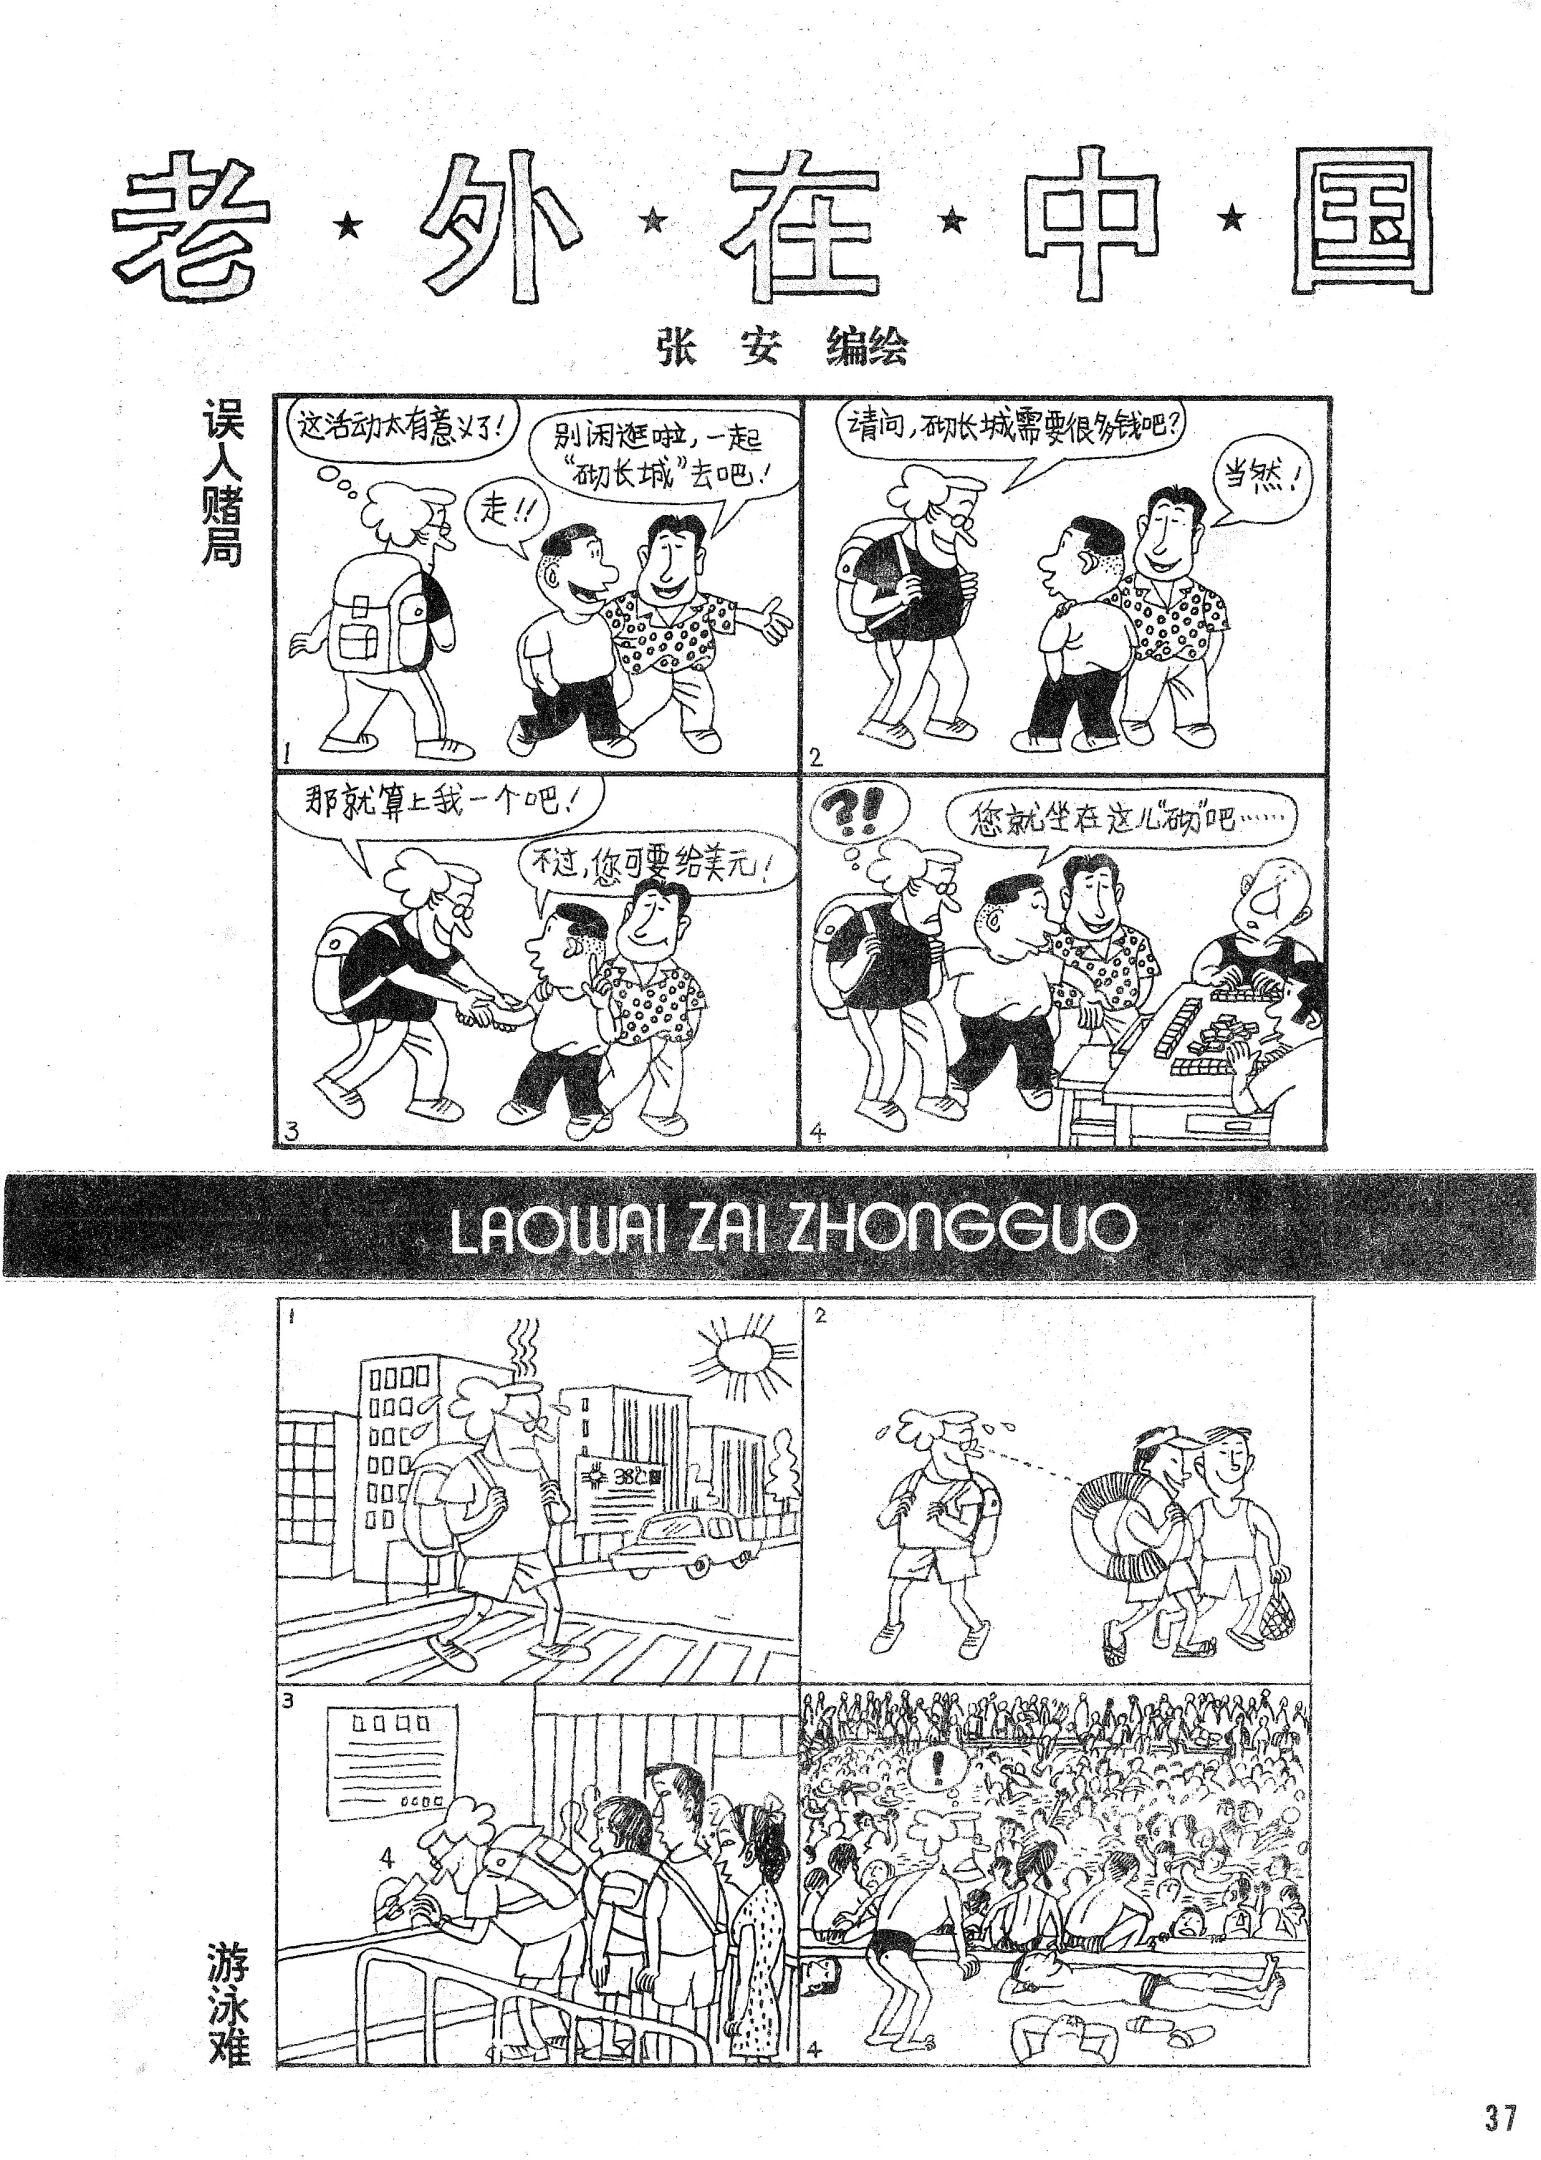 老★外★在★中★国
张 安 编绘
误入赌局
这活动太有意义了!
走!!
别闲逛啦,一起
“砌长城”去吧!
1
请问,砌长城需要很多钱吧?
当然!
2
那就算上我一个吧!
不过,您可要给美元!
3
?!
您就坐在这儿“砌”吧……
4
LAOWAI ZAI ZHONGGUO
游泳难
1
38℃
2
3
4
!
4
37